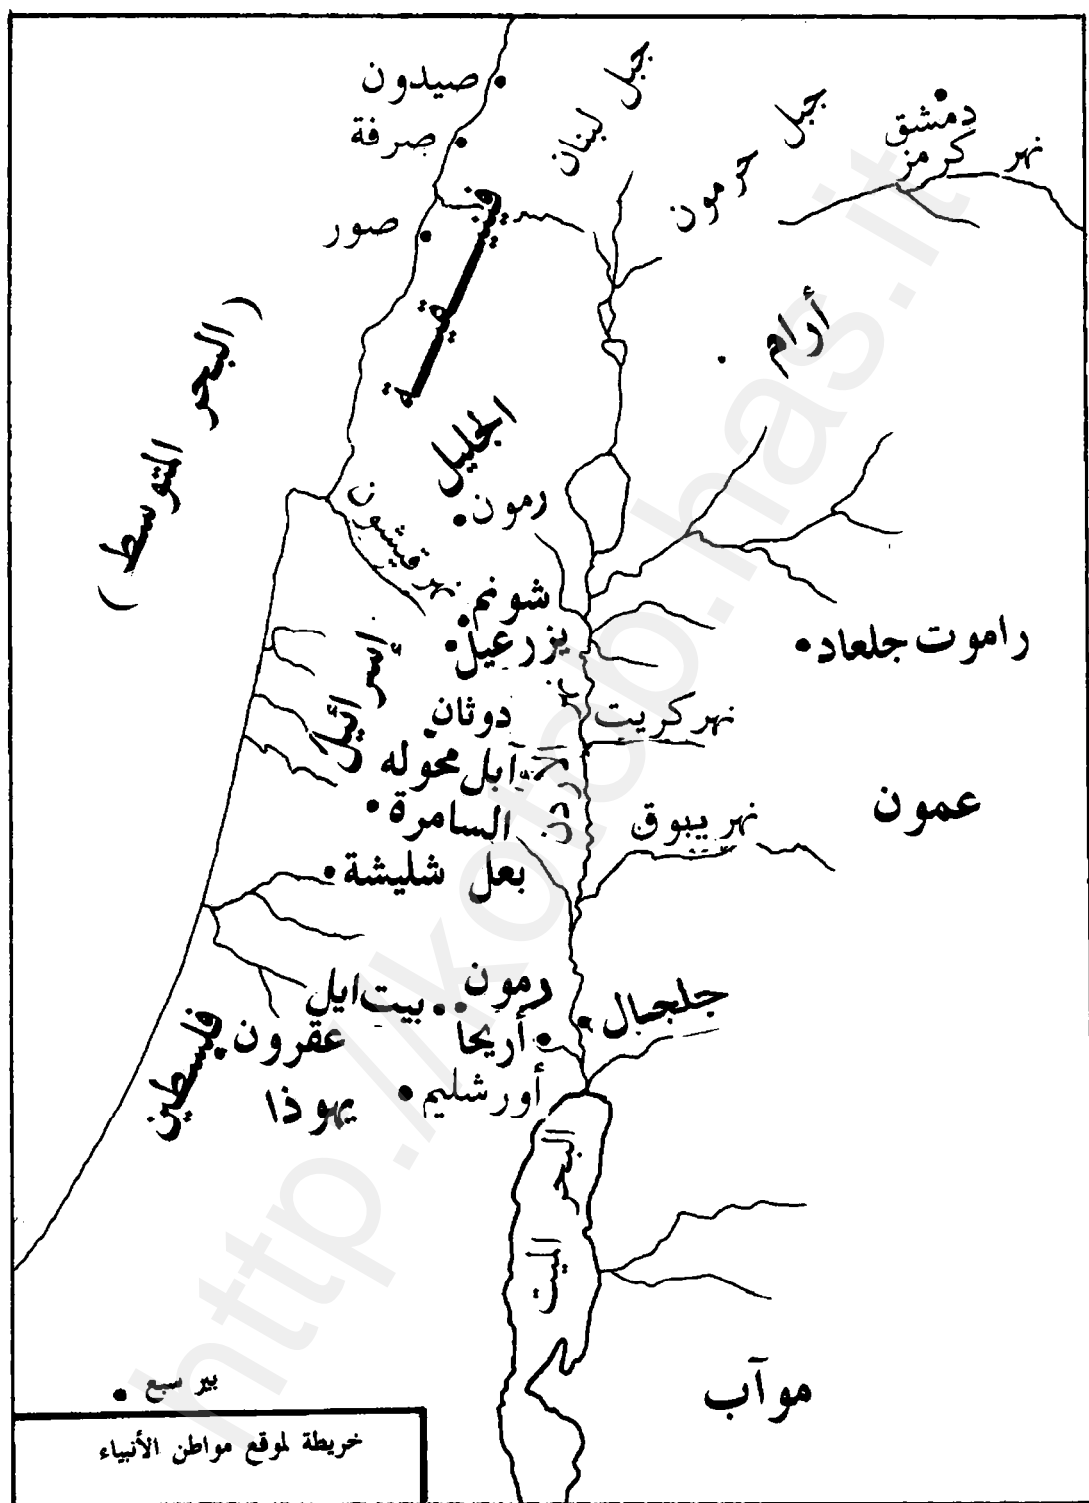 صيدون
صرفة
صور
فينيقية
جبل لبنان
جبل حرمون
دمشق
نهر كرمز
أرام
(البحر المتوسط)
الجليل
رمون
نهر قيشون
شونم
يزرعيل
راموت جلعاد
إسرائيل
دوثان
نهر كريت
آبل محوله
السامرة
نهر يبوق
عمون
بعل شليشة
رمون
بيت ايل
جلجبال
أريحا
عقرون
فلسطين
أورشليم
يهوذا
البحر الميت
موآب
بير سبع
خريطة لموقع مواطن الأنبياء